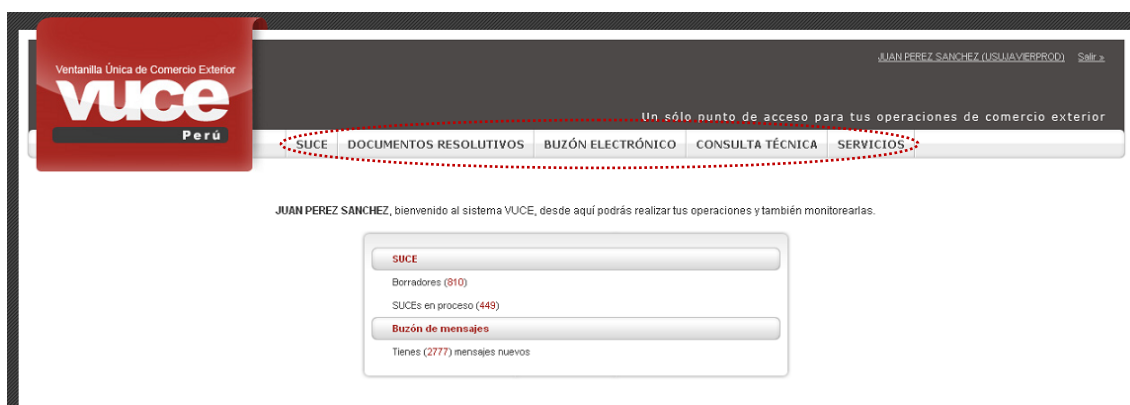 JUAN PEREZ SANCHEZ (USUJAVIERPROD) Salir »
Ventanilla Única de Comercio Exterior
vuce
Perú
Un sólo punto de acceso para tus operaciones de comercio exterior
SUCE DOCUMENTOS RESOLUTIVOS BUZÓN ELECTRÓNICO CONSULTA TÉCNICA SERVICIOS
JUAN PEREZ SANCHEZ, bienvenido al sistema VUCE, desde aquí podrás realizar tus operaciones y también monitorearlas.
SUCE
Borradores (810)
SUCEs en proceso (449)
Buzón de mensajes
Tienes (2777) mensajes nuevos